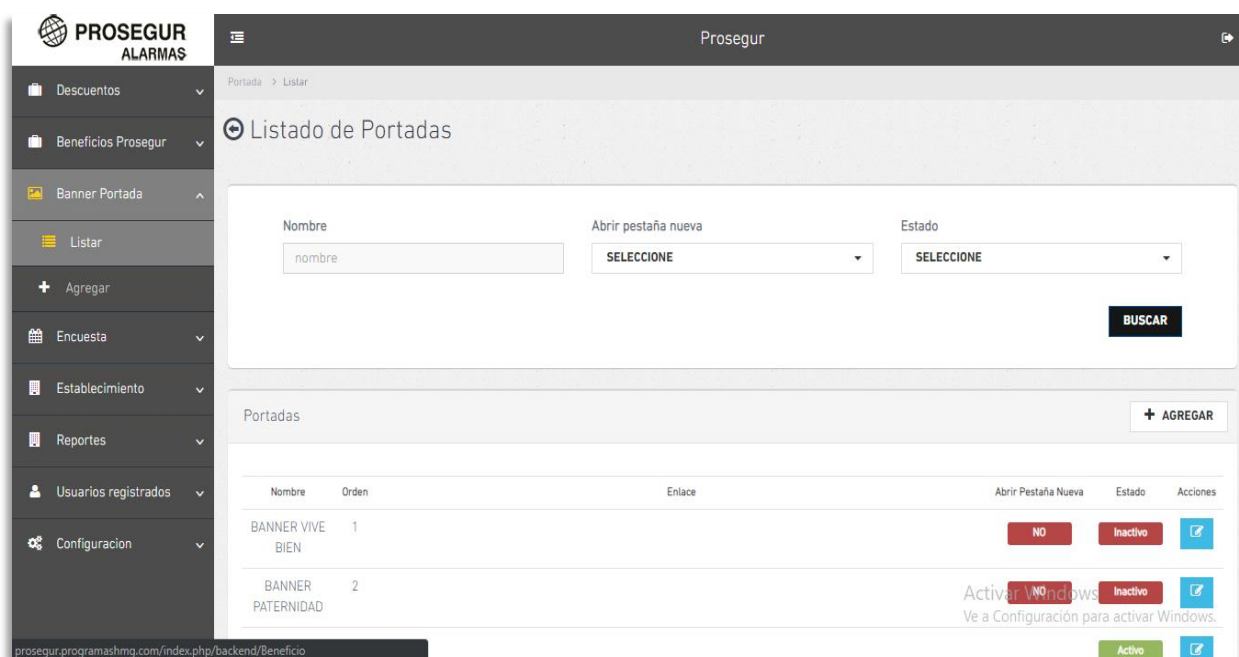 PROSEGUR
ALARMAS
Prosegur
Descuentos
Beneficios Prosegur
Banner Portada
Listar
Agregar
Encuesta
Establecimiento
Reportes
Usuarios registrados
Configuracion
Portada > Listar
Listado de Portadas
Nombre Abrir pestaña nueva Estado
nombre SELECCIONE SELECCIONE
BUSCAR
Portadas + AGREGAR
Nombre Orden Enlace Abrir Pestaña Nueva Estado Acciones
BANNER VIVE BIEN 1 NO Inactivo
BANNER PATERNIDAD 2 NO Inactivo
Activo
Activar Windows
Ve a Configuración para activar Windows.
prosegur.programashmg.com/index.php/backend/Beneficio